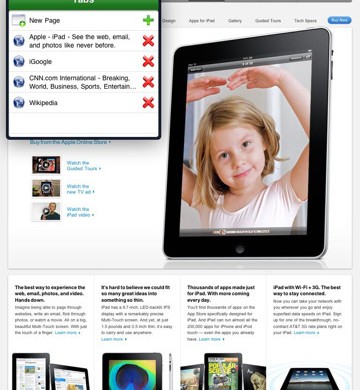 Tabs
New Page
Apple - iPad - See the web, email,
and photos like never before.
iGoogle
CNN.com International - Breaking,
World, Business, Sports, Entertain...
Wikipedia
Design Apps for iPad Gallery Guided Tours Tech Specs Buy Now
Buy from the Apple Online Store
Watch the
Guided Tours
Watch the
new TV ad
Watch the
iPad video
The best way to experience the
web, email, photos, and video.
Hands down.
Imagine being able to page through
websites, write an email, find through
photos, or watch a movie. All on a big,
beautiful Multi-Touch screen. With just
the touch of a finger. Learn more
It's hard to believe we could fit
so many great ideas into
something so thin.
iPad has a 9.7-inch, LED-backlit IPS
display with a remarkably precise
Multi-Touch screen. And yet, at just
1.5 pounds and 0.5 inch thin, it's easy
to carry and use anywhere.
Learn more
Thousands of apps made just
for iPad. With more coming
every day.
You'll find thousands of apps on the
App Store specifically designed for
iPad. And iPad can run almost all the
200,000 apps for iPhone and iPod
touch — even the apps you already
have. Learn more
iPad with Wi-Fi + 3G. The best
way to stay connected.
Now you can take your network with
you wherever you go and enjoy
superfast data speeds on iPad. Sign
up for one of the breakthrough, no-
contract AT&T 3G rate plans right on
your iPad. Learn more
POPULAR